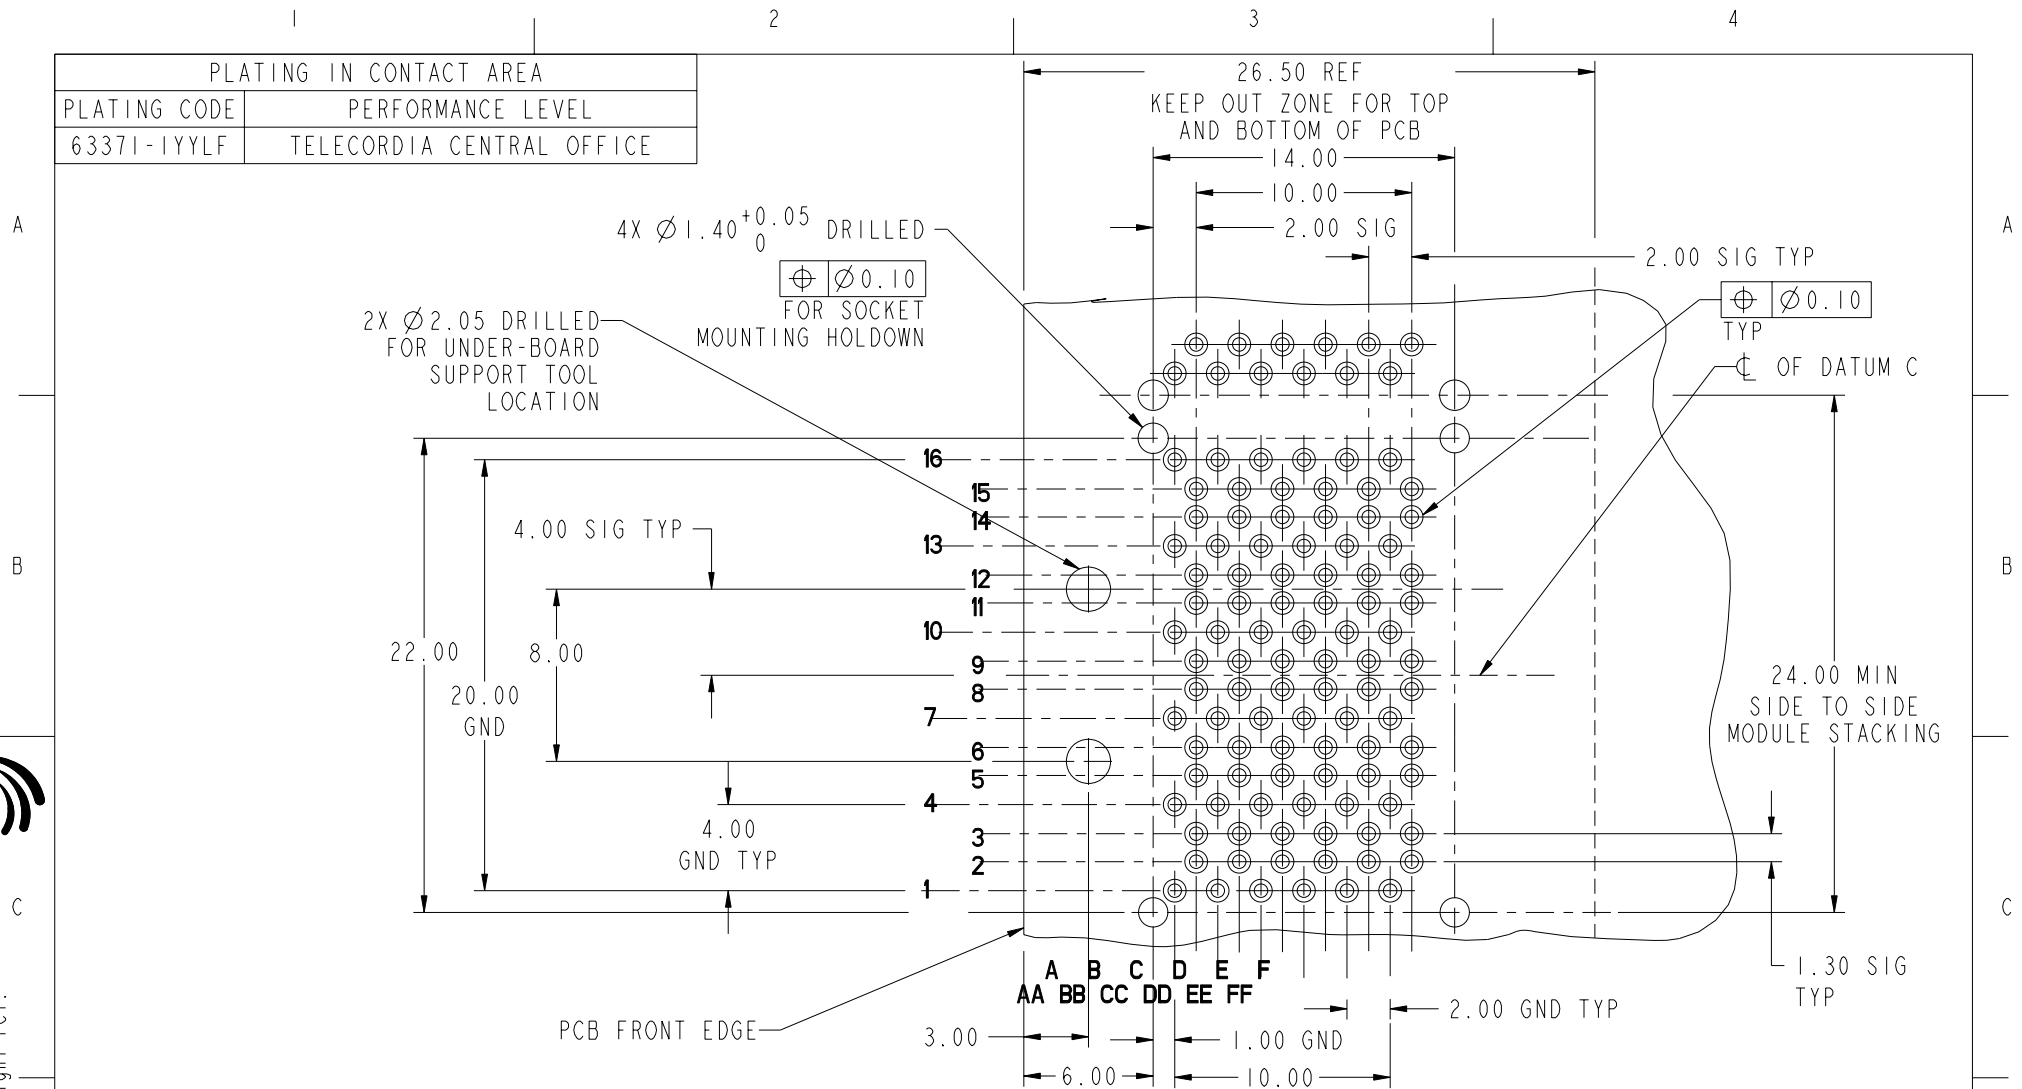 1 2 3 4
PLATING IN CONTACT AREA
PLATING CODE PERFORMANCE LEVEL
63371-1YYLF TELECORDIA CENTRAL OFFICE
26.50 REF
KEEP OUT ZONE FOR TOP
AND BOTTOM OF PCB
14.00
10.00
2.00 SIG
2.00 SIG TYP
A
A
4X Ø1.40 +0.05 0 DRILLED
⌖ Ø0.10
FOR SOCKET
MOUNTING HOLDOWN
⌖ Ø0.10
TYP
℄ OF DATUM C
2X Ø2.05 DRILLED
FOR UNDER-BOARD
SUPPORT TOOL
LOCATION
16
15
14
13
12
11
10
9
8
7
6
5
4
3
2
1
4.00 SIG TYP
B
B
22.00
20.00
GND
8.00
4.00
GND TYP
24.00 MIN
SIDE TO SIDE
MODULE STACKING
C
C
A B C D E F
AA BB CC DD EE FF
1.30 SIG
TYP
2.00 GND TYP
PCB FRONT EDGE
3.00
1.00 GND
6.00
10.00